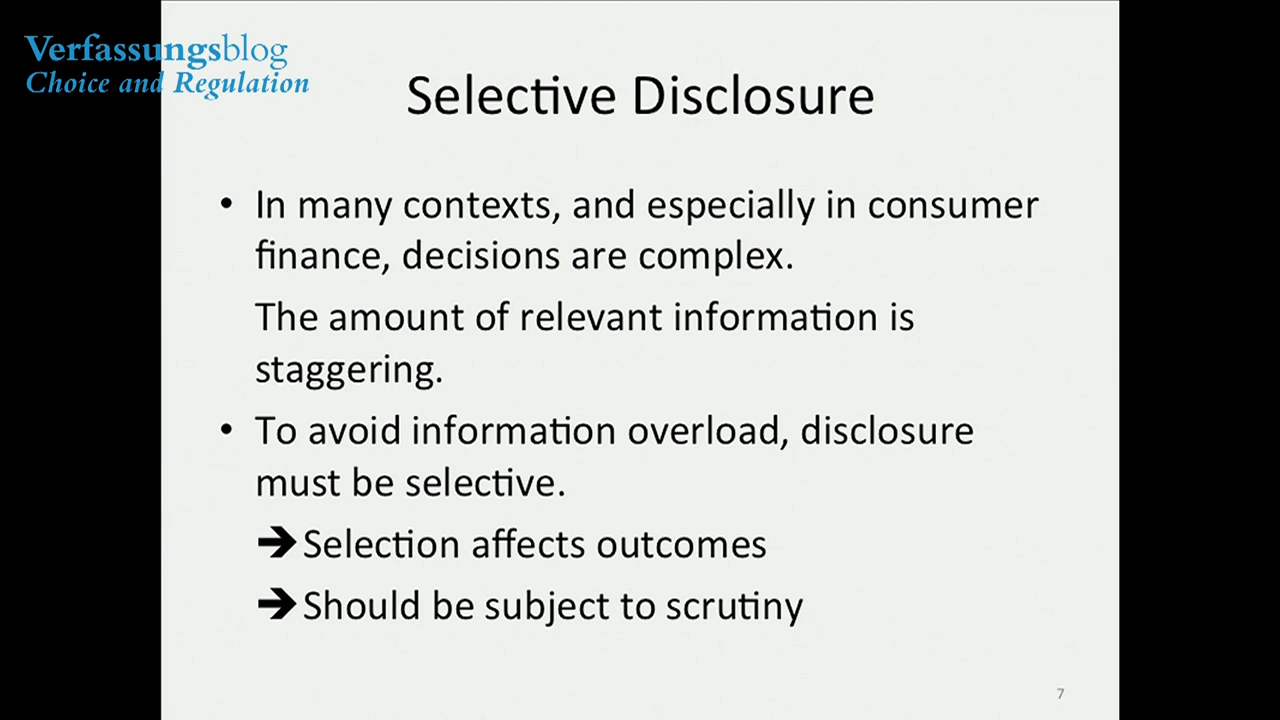 Verfassungsblog
Choice and Regulation
Selective Disclosure
• In many contexts, and especially in consumer
finance, decisions are complex.
The amount of relevant information is
staggering.
• To avoid information overload, disclosure
must be selective.
➔ Selection affects outcomes
➔ Should be subject to scrutiny
7